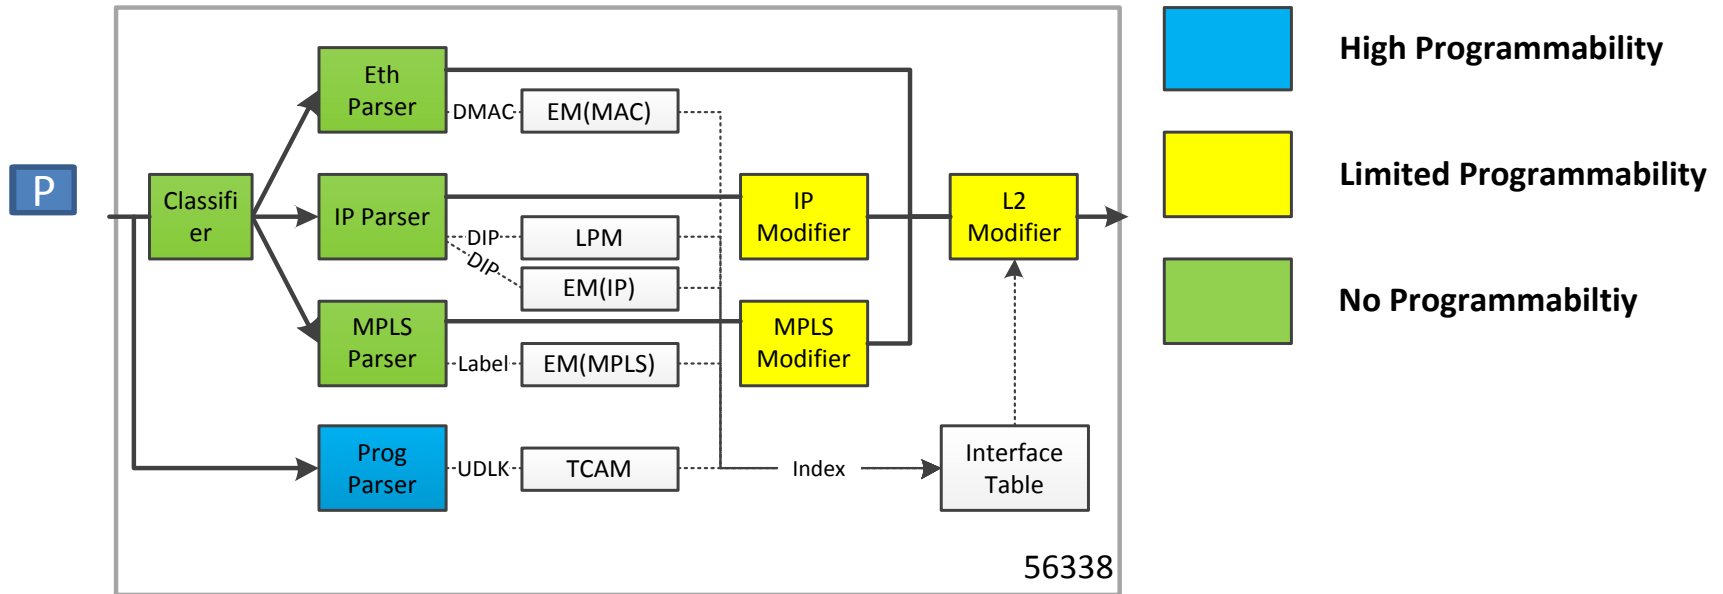 Eth
Parser
DMAC
EM(MAC)
High Programmability
P
Classifi
er
IP Parser
DIP
LPM
DIP
EM(IP)
IP
Modifier
L2
Modifier
Limited Programmability
MPLS
Parser
Label
EM(MPLS)
MPLS
Modifier
No Programmabiltiy
Prog
Parser
UDLK
TCAM
Index
Interface
Table
56338